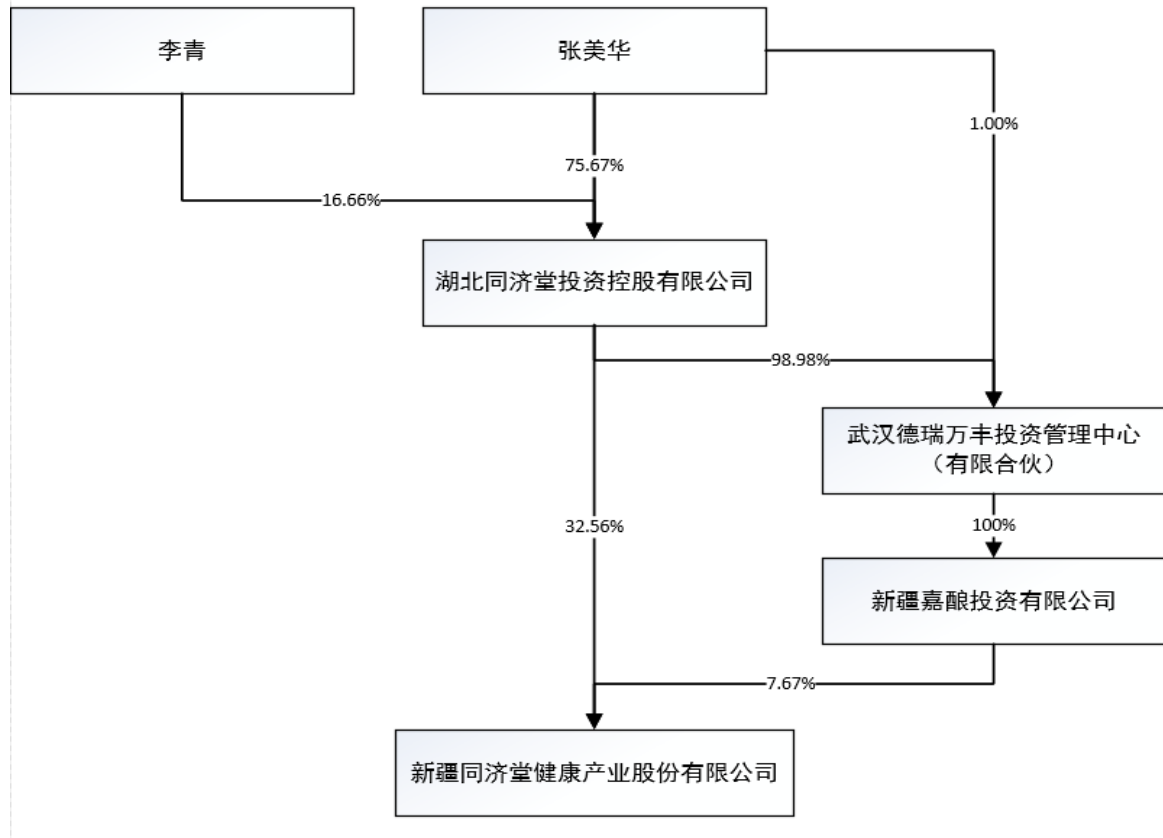 李青
张美华
1.00%
75.67%
16.66%
湖北同济堂投资控股有限公司
98.98%
武汉德瑞万丰投资管理中心
（有限合伙）
32.56%
100%
新疆嘉酿投资有限公司
7.67%
新疆同济堂健康产业股份有限公司